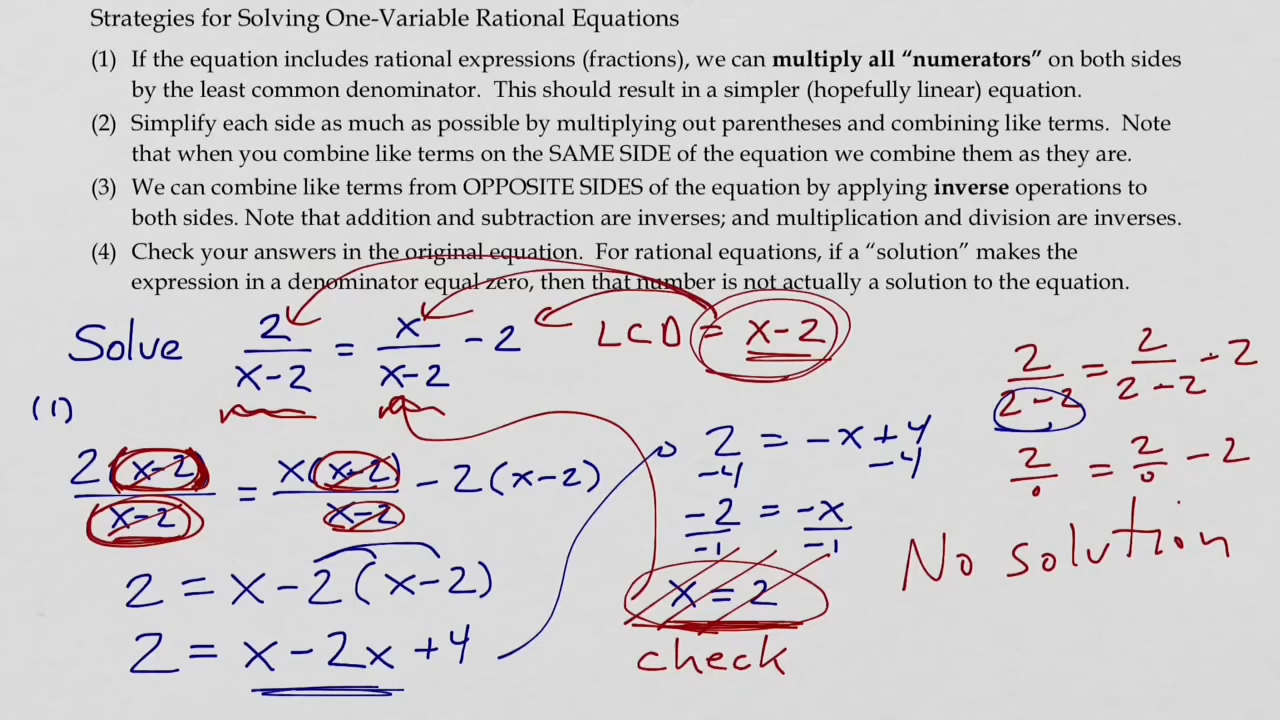 Strategies for Solving One-Variable Rational Equations
(1) If the equation includes rational expressions (fractions), we can multiply all “numerators” on both sides
by the least common denominator. This should result in a simpler (hopefully linear) equation.
(2) Simplify each side as much as possible by multiplying out parentheses and combining like terms. Note
that when you combine like terms on the SAME SIDE of the equation we combine them as they are.
(3) We can combine like terms from OPPOSITE SIDES of the equation by applying inverse operations to
both sides. Note that addition and subtraction are inverses; and multiplication and division are inverses.
(4) Check your answers in the original equation. For rational equations, if a “solution” makes the
expression in a denominator equal zero, then that number is not actually a solution to the equation.
Solve 2/(x-2) = x/(x-2) - 2
LCD = x-2
(1)
2(x-2)/(x-2) = x(x-2)/(x-2) - 2(x-2)
2 = x - 2(x-2)
2 = x - 2x + 4
2 = -x + 4
-4 -4
-2/-1 = -x/-1
x = 2
check
2/(2-2) = 2/(2-2) - 2
2/0 = 2/0 - 2
No solution